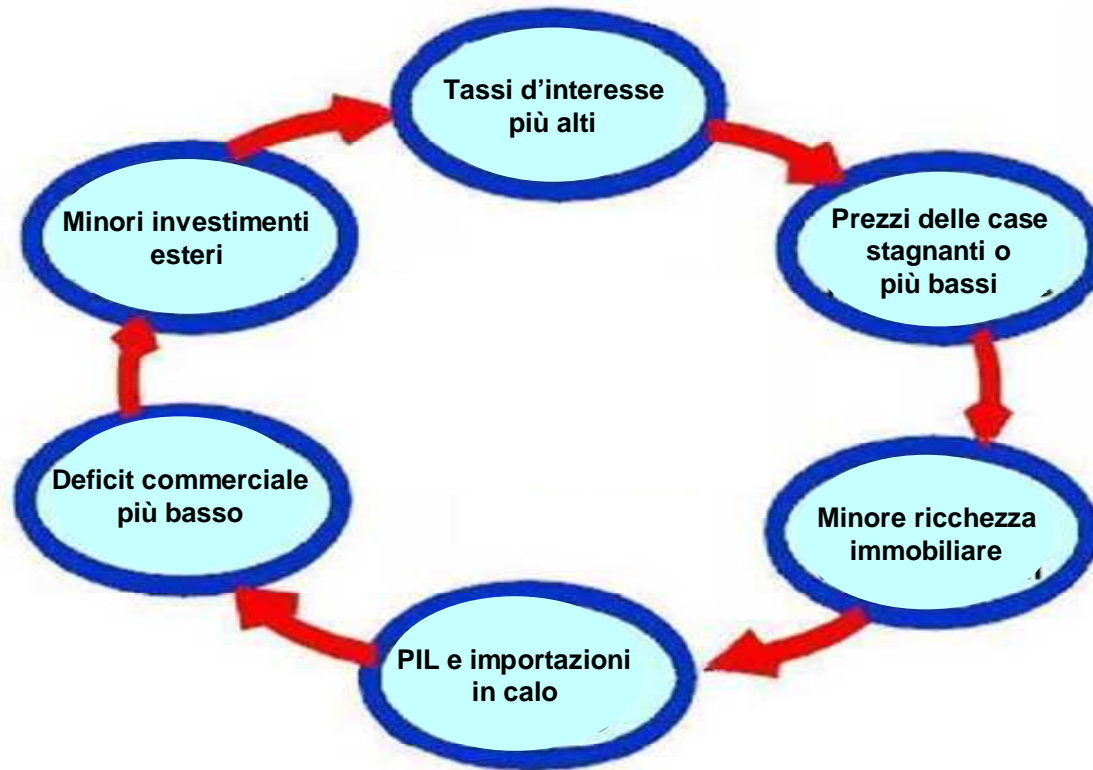 Tassi d’interesse
più alti
Prezzi delle case
stagnanti o
più bassi
Minore ricchezza
immobiliare
PIL e importazioni
in calo
Deficit commerciale
più basso
Minori investimenti
esteri